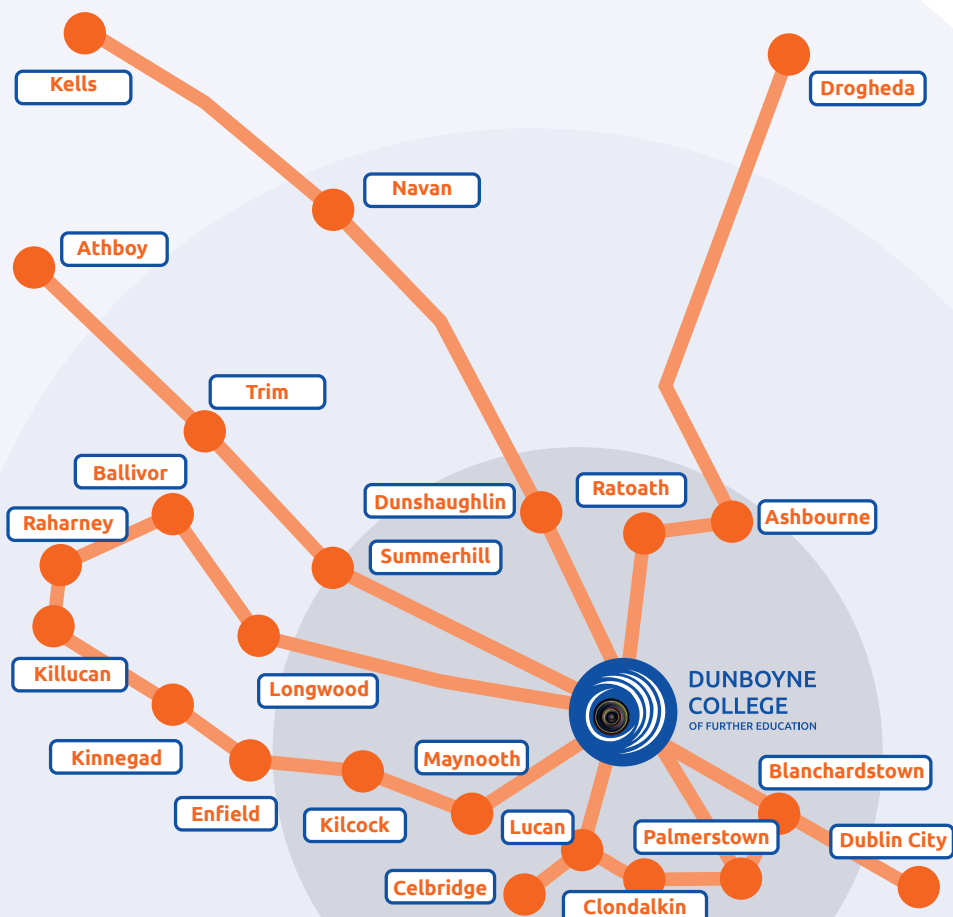 Kells
Drogheda
Navan
Athboy
Trim
Ballivor
Ratoath
Dunshaughlin
Raharney
Ashbourne
Summerhill
Killucan
Longwood
DUNBOYNE
COLLEGE
OF FURTHER EDUCATION
Kinnegad
Maynooth
Blanchardstown
Enfield
Kilcock
Lucan
Palmerstown
Dublin City
Celbridge
Clondalkin